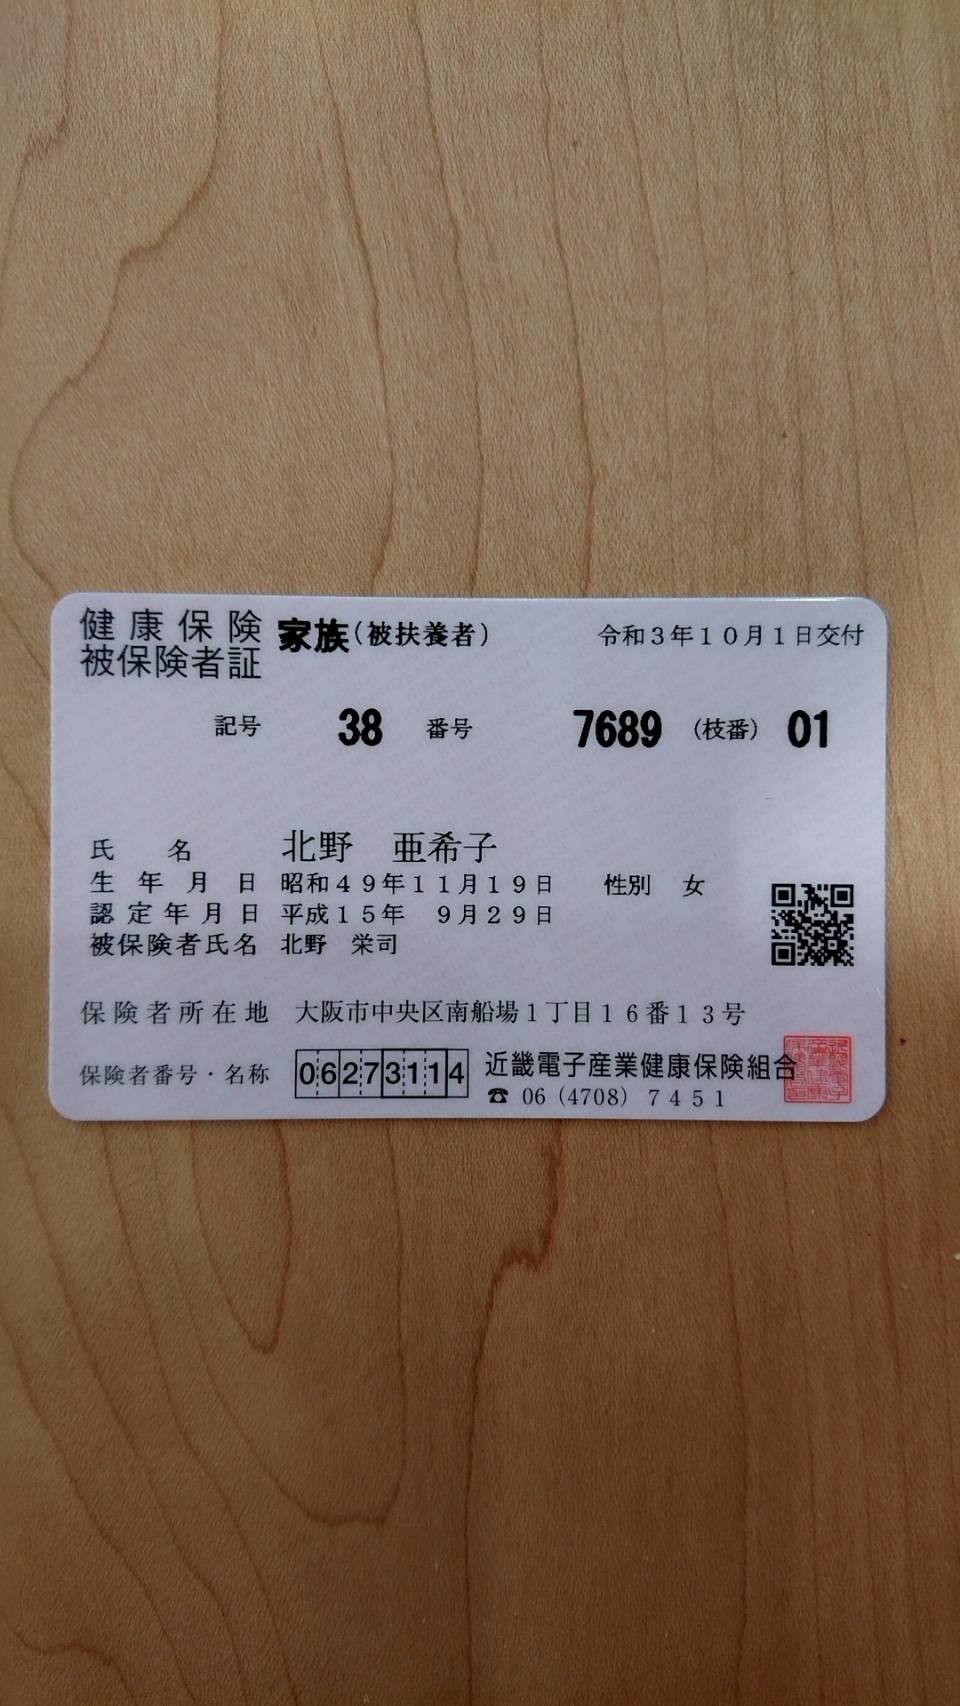 健康保険 家族(被扶養者) 令和3年10月1日交付
被保険者証
記号 38 番号 7689 (枝番) 01
氏名 北野 亜希子
生年月日 昭和49年11月19日 性別 女
認定年月日 平成15年 9月29日
被保険者氏名 北野 栄司
保険者所在地 大阪市中央区南船場1丁目16番13号
保険者番号・名称 06273114 近畿電子産業健康保険組合
☎ 06 (4708) 7451